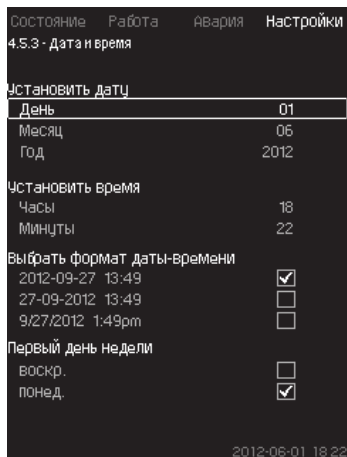 Состояние Работа Авария Настройки
4.5.3 - Дата и время
Установить дату
День 01
Месяц 06
Год 2012
Установить время
Часы 18
Минуты 22
Выбрать формат даты-времени
2012-09-27 13:49
27-09-2012 13:49
9/27/2012 1:49pm
Первый день недели
воскр.
понед.
2012-06-01 18:22